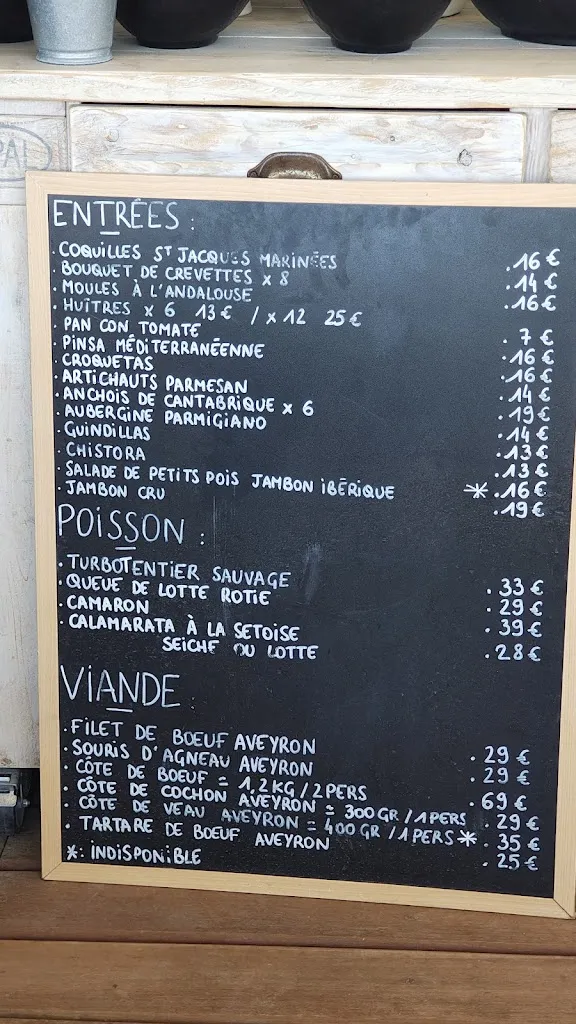 PAL
ENTRÉES :
· COQUILLES ST JACQUES MARINÉES . 16 €
· BOUQUET DE CREVETTES x 8 . 14 €
· MOULES À L'ANDALOUSE . 16 €
· HUÎTRES x 6 13 € / x 12 25 €
· PAN CON TOMATE . 7 €
· PINSA MÉDITERRANÉENNE . 16 €
· CROQUETAS . 16 €
· ARTICHAUTS PARMESAN . 14 €
· ANCHOIS DE CANTABRIQUE x 6 . 19 €
· AUBERGINE PARMIGIANO . 14 €
· GUINDILLAS . 13 €
· CHISTORA . 13 €
· SALADE DE PETITS POIS JAMBON IBÉRIQUE * . 16 €
· JAMBON CRU . 19 €
POISSON :
· TURBOTENTIER SAUVAGE . 33 €
· QUEUE DE LOTTE ROTIE . 29 €
· CAMARON . 39 €
· CALAMARATA À LA SETOISE
SEICHE OU LOTTE . 28 €
VIANDE :
· FILET DE BOEUF AVEYRON . 29 €
· SOURIS D'AGNEAU AVEYRON . 29 €
· CÔTE DE BOEUF = 1,2 KG / 2 PERS . 69 €
· CÔTE DE COCHON AVEYRON = 300 GR / 1 PERS . 29 €
· CÔTE DE VEAU AVEYRON = 400 GR / 1 PERS * . 35 €
· TARTARE DE BOEUF AVEYRON . 25 €
* : INDISPONIBLE